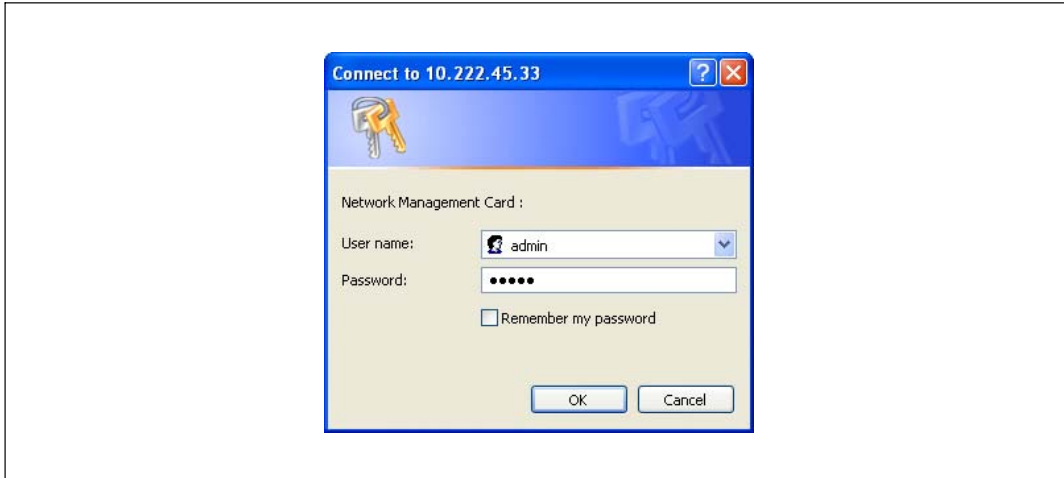 Connect to 10.222.45.33
?
Network Management Card :
User name:
admin
Password:
•••••
Remember my password
OK
Cancel